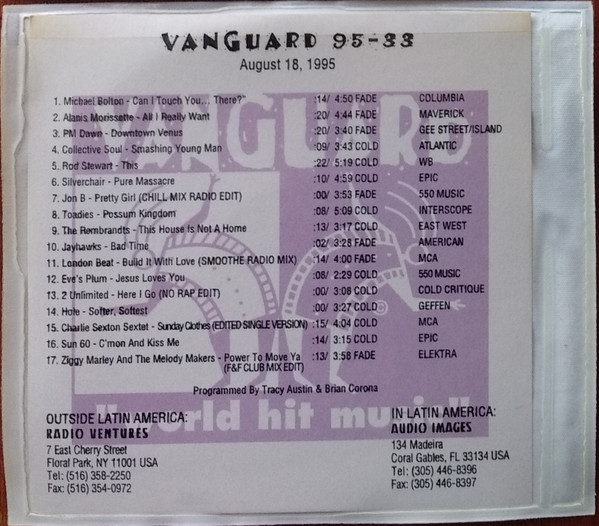 VANGUARD 95-33
August 18, 1995
1. Michael Bolton - Can I Touch You... There? :14/ 4:50 FADE COLUMBIA
2. Alanis Morissette - All I Really Want :20/ 4:44 FADE MAVERICK
3. PM Dawn - Downtown Venus :20/ 3:40 FADE GEE STREET/ISLAND
4. Collective Soul - Smashing Young Man :09/ 3:43 COLD ATLANTIC
5. Rod Stewart - This :22/ 5:19 COLD WB
6. Silverchair - Pure Massacre :10/ 4:59 COLD EPIC
7. Jon B - Pretty Girl (CHILL MIX RADIO EDIT) :00/ 3:53 FADE 550 MUSIC
8. Toadies - Possum Kingdom :08/ 5:09 COLD INTERSCOPE
9. The Rembrandts - This House Is Not A Home :13/ 3:17 COLD EAST WEST
10. Jayhawks - Bad Time :02/ 3:28 FADE AMERICAN
11. London Beat - Build It With Love (SMOOTHE RADIO MIX) :14/ 4:00 FADE MCA
12. Eve's Plum - Jesus Loves You :08/ 2:29 COLD 550 MUSIC
13. 2 Unlimited - Here I Go (NO RAP EDIT) :00/ 3:08 COLD COLD CRITIQUE
14. Hole - Softer, Softest :00/ 3:27 COLD GEFFEN
15. Charlie Sexton Sextet - Sunday Clothes (EDITED SINGLE VERSION) :15/ 4:04 COLD MCA
16. Sun 60 - C'mon And Kiss Me :14/ 3:15 COLD EPIC
17. Ziggy Marley And The Melody Makers - Power To Move Ya :13/ 3:58 FADE ELEKTRA
(F&F CLUB MIX EDIT)
VANGUARD
©
Programmed By Tracy Austin & Brian Corona
"world hit music"
OUTSIDE LATIN AMERICA:
RADIO VENTURES
7 East Cherry Street
Floral Park, NY 11001 USA
Tel: (516) 358-2250
Fax: (516) 354-0972
IN LATIN AMERICA:
AUDIO IMAGES
134 Madeira
Coral Gables, FL 33134 USA
Tel: (305) 446-8396
Fax: (305) 446-8397